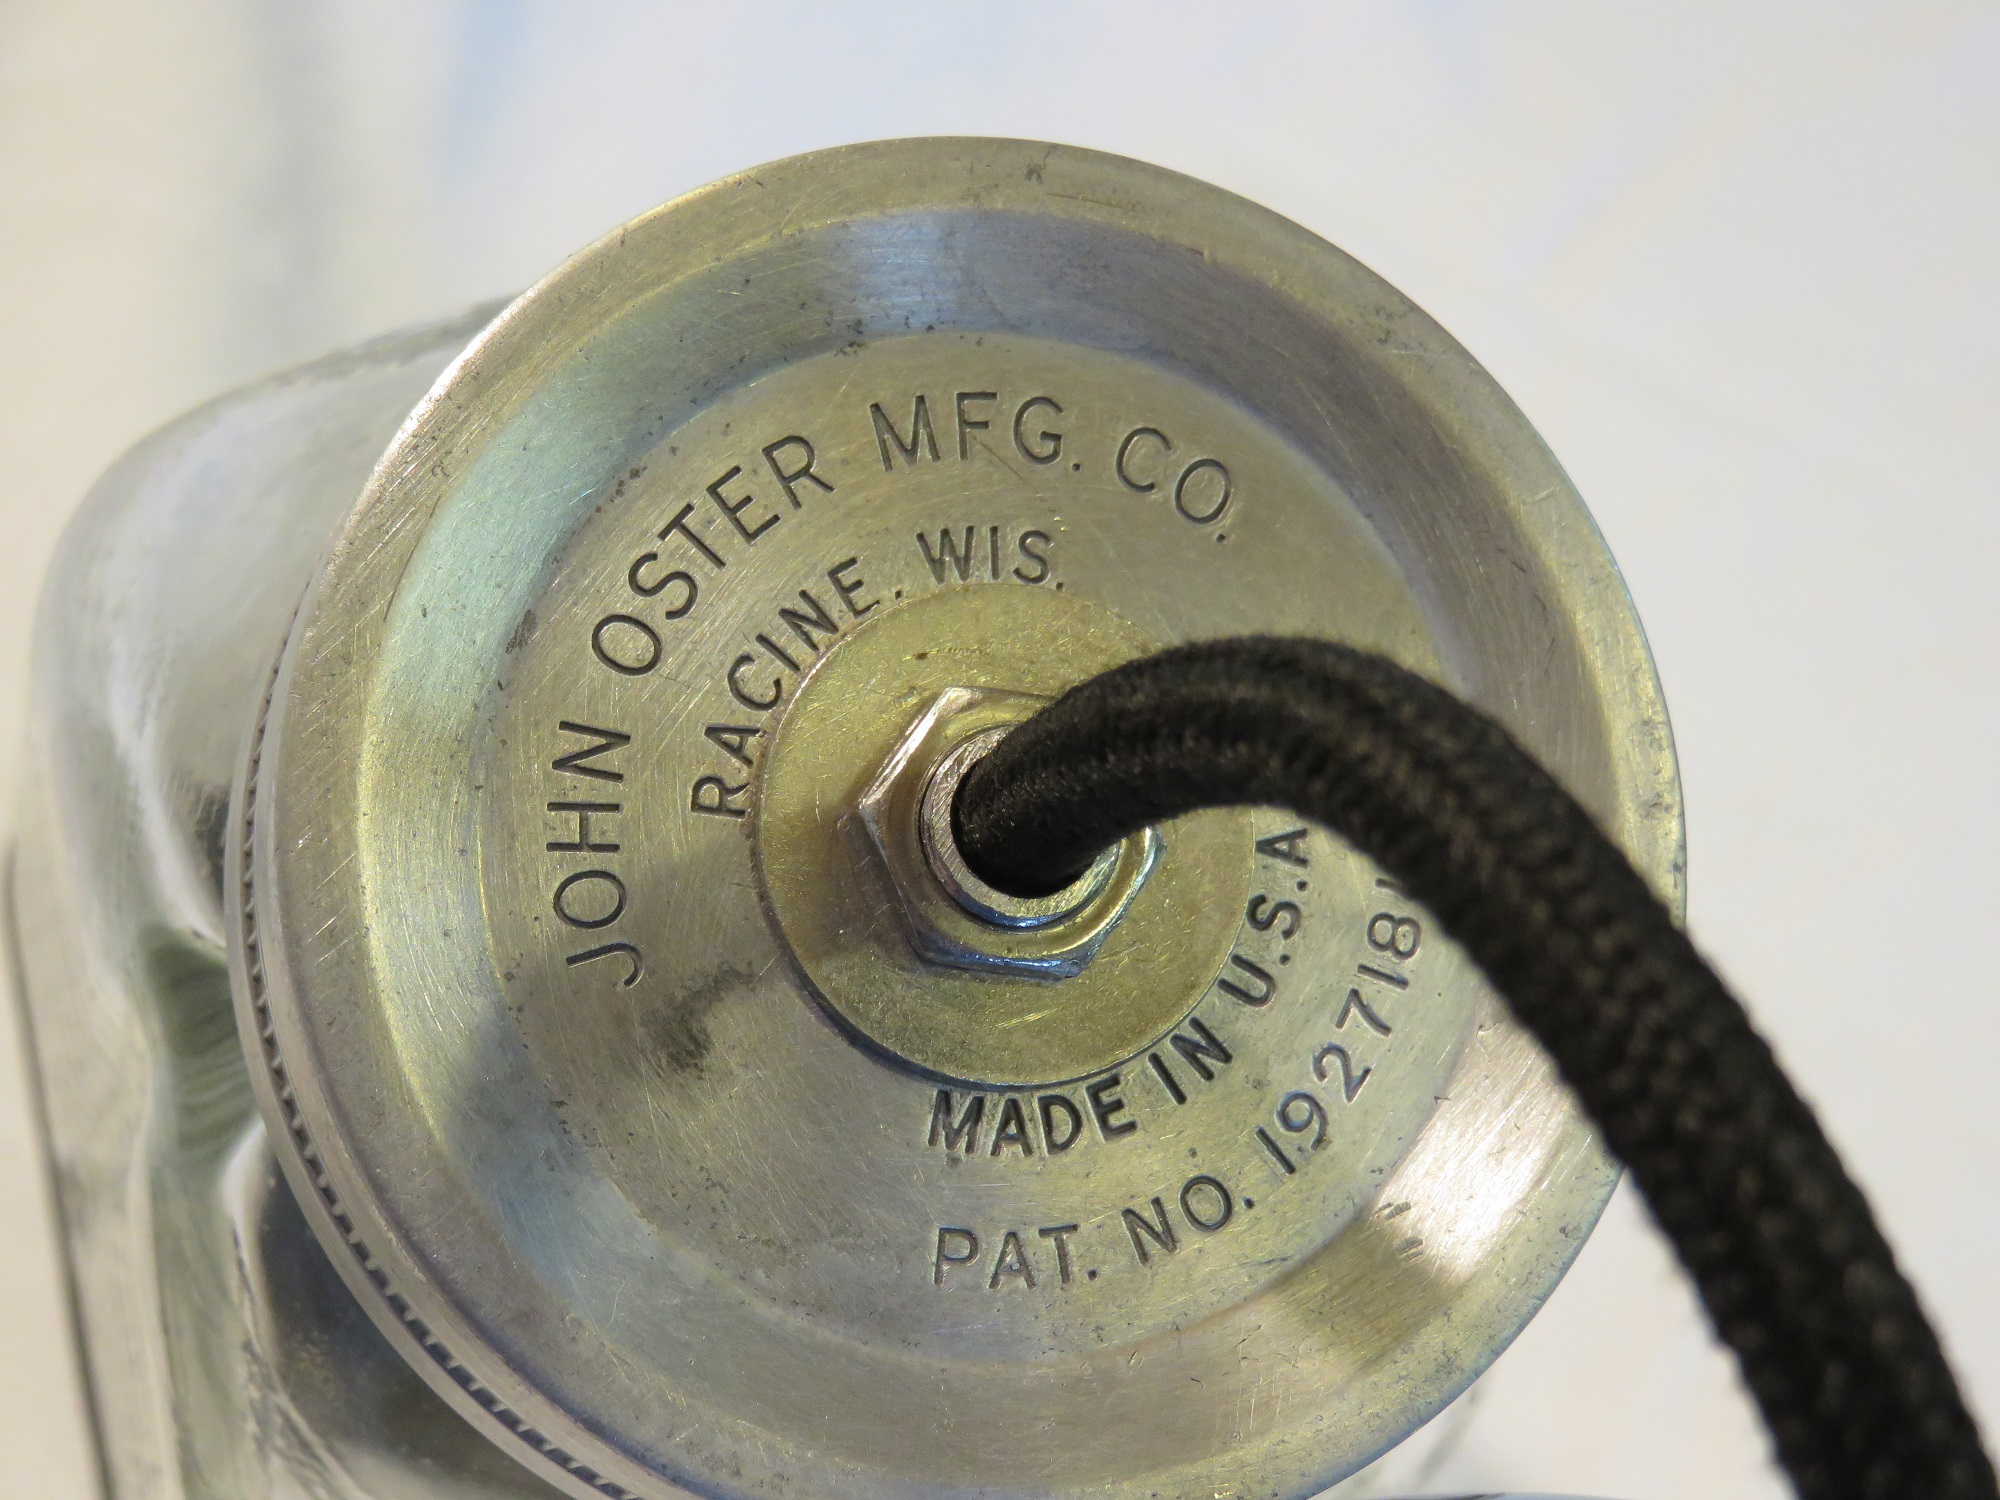 JOHN OSTER MFG. CO.
RACINE, WIS.
MADE IN U.S.A
PAT. NO. 192718